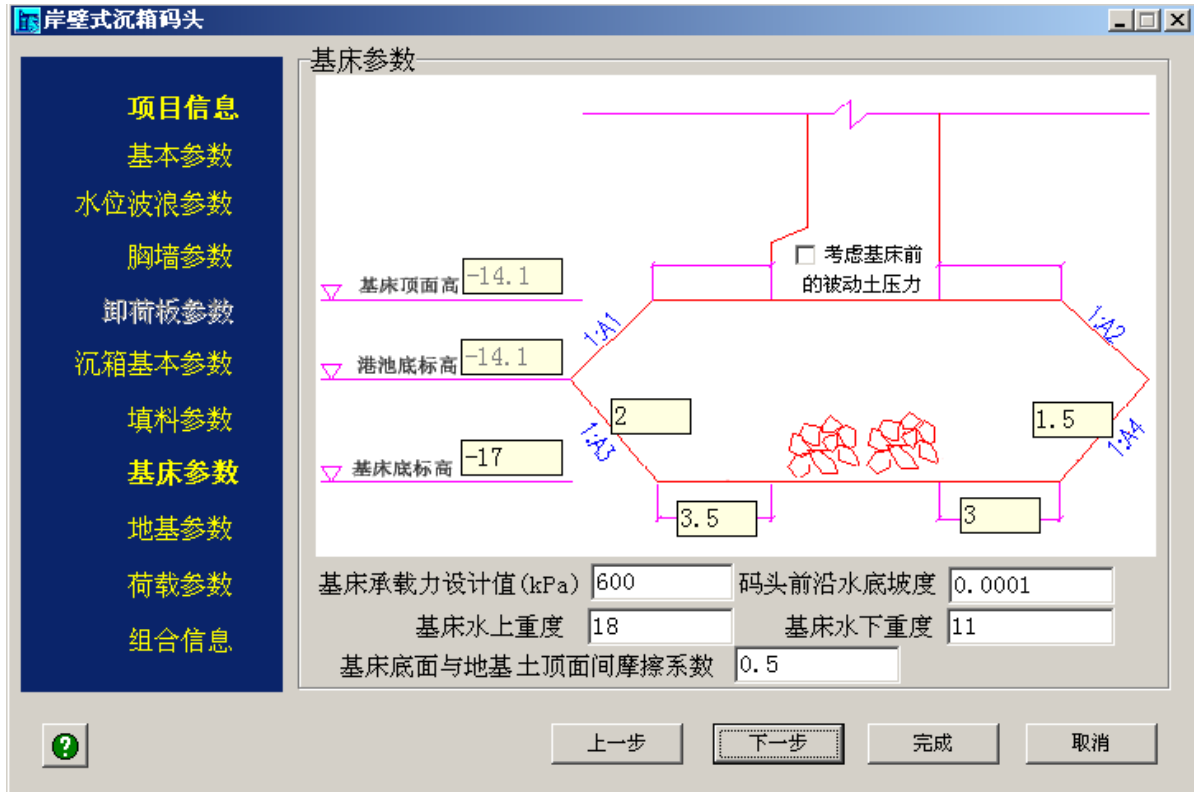 岸壁式沉箱码头
项目信息
基本参数
水位波浪参数
胸墙参数
卸荷板参数
沉箱基本参数
填料参数
基床参数
地基参数
荷载参数
组合信息
基床参数
考虑基床前
的被动土压力
基床顶面高 -14.1
1:A1
1:A2
港池底标高 -14.1
2
1.5
1:A3
1:A4
基床底标高 -17
3.5
3
基床承载力设计值(kPa) 600 码头前沿水底坡度 0.0001
基床水上重度 18 基床水下重度 11
基床底面与地基土顶面间摩擦系数 0.5
? 上一步 下一步 完成 取消